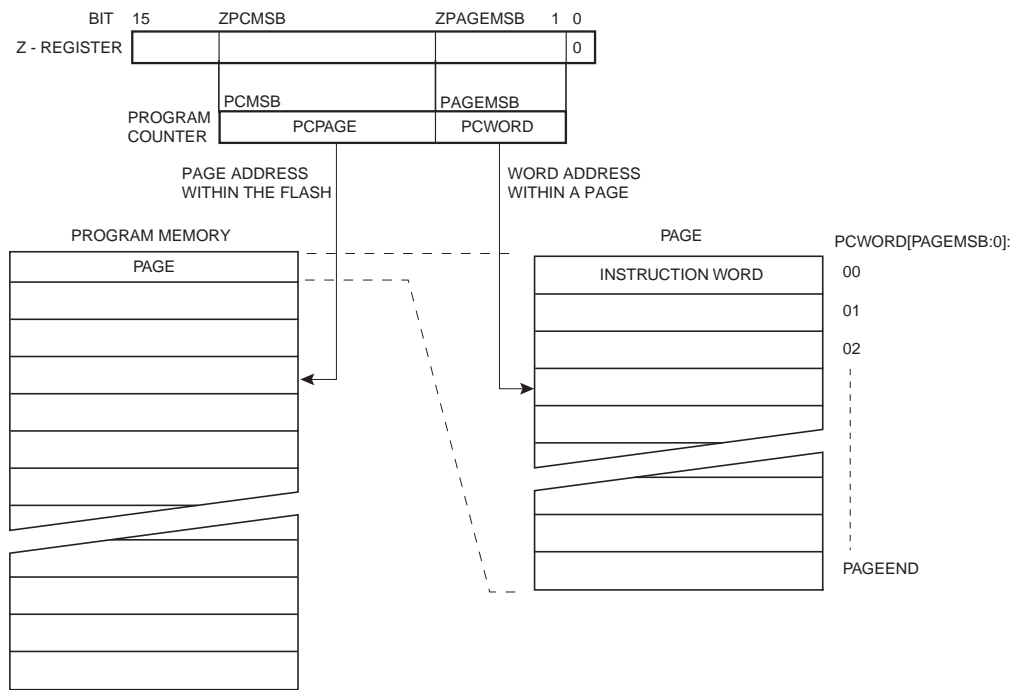 BIT 15 ZPCMSB ZPAGEMSB 1 0
Z - REGISTER 0
PCMSB PAGEMSB
PROGRAM
COUNTER
PCPAGE PCWORD
PAGE ADDRESS
WITHIN THE FLASH
WORD ADDRESS
WITHIN A PAGE
PROGRAM MEMORY
PAGE
PAGE
INSTRUCTION WORD
PCWORD[PAGEMSB:0]:
00
01
02
PAGEEND